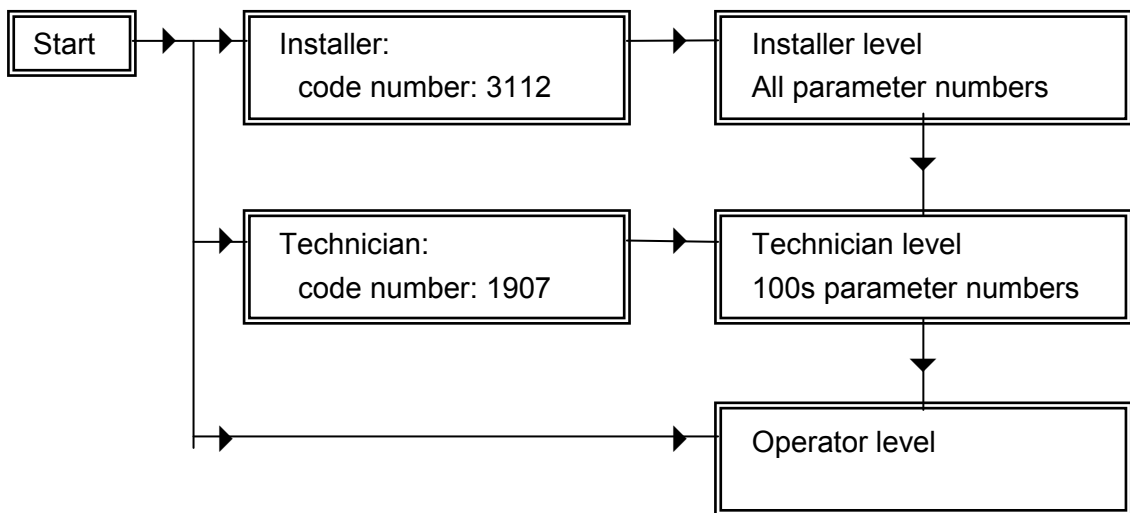 Start
Installer:
code number: 3112
Installer level
All parameter numbers
Technician:
code number: 1907
Technician level
100s parameter numbers
Operator level